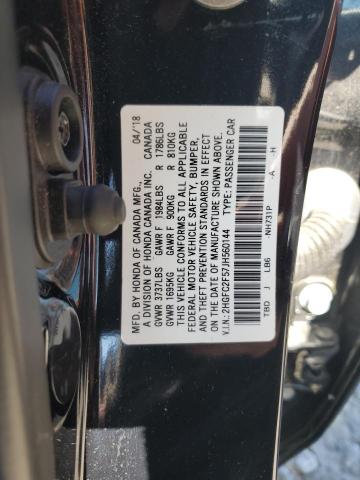 MFD. BY HONDA OF CANADA MFG., 04/'18
A DIVISION OF HONDA CANADA INC. CANADA
GVWR 3737LBS GAWR F 1984LBS R 1786LBS
GVWR 1695KG GAWR F 900KG R 810KG
THIS VEHICLE CONFORMS TO ALL APPLICABLE
FEDERAL MOTOR VEHICLE SAFETY, BUMPER,
AND THEFT PREVENTION STANDARDS IN EFFECT
ON THE DATE OF MANUFACTURE SHOWN ABOVE.
V.I.N.: 2HGFC2F57JH560144 TYPE: PASSENGER CAR
TBD J LB6 -NH731P -A H